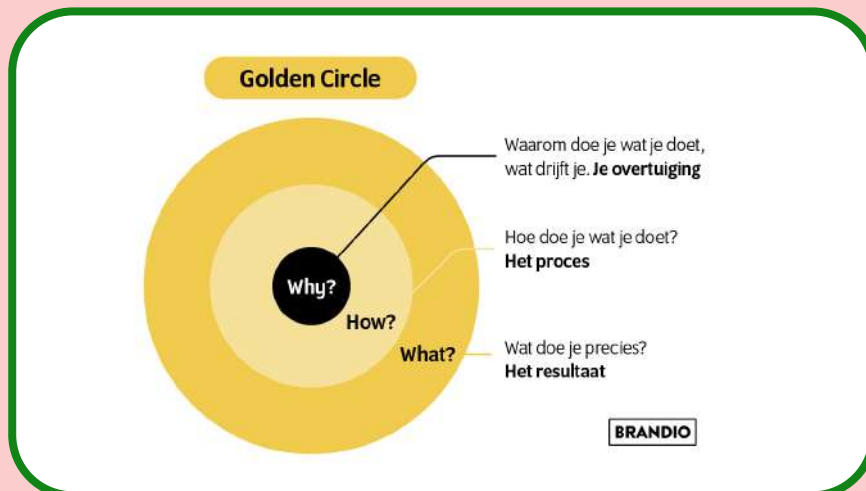 Golden Circle
Waarom doe je wat je doet,
wat drijft je. Je overtuiging
Hoe doe je wat je doet?
Het proces
Why?
How?
What?
Wat doe je precies?
Het resultaat
BRANDIO